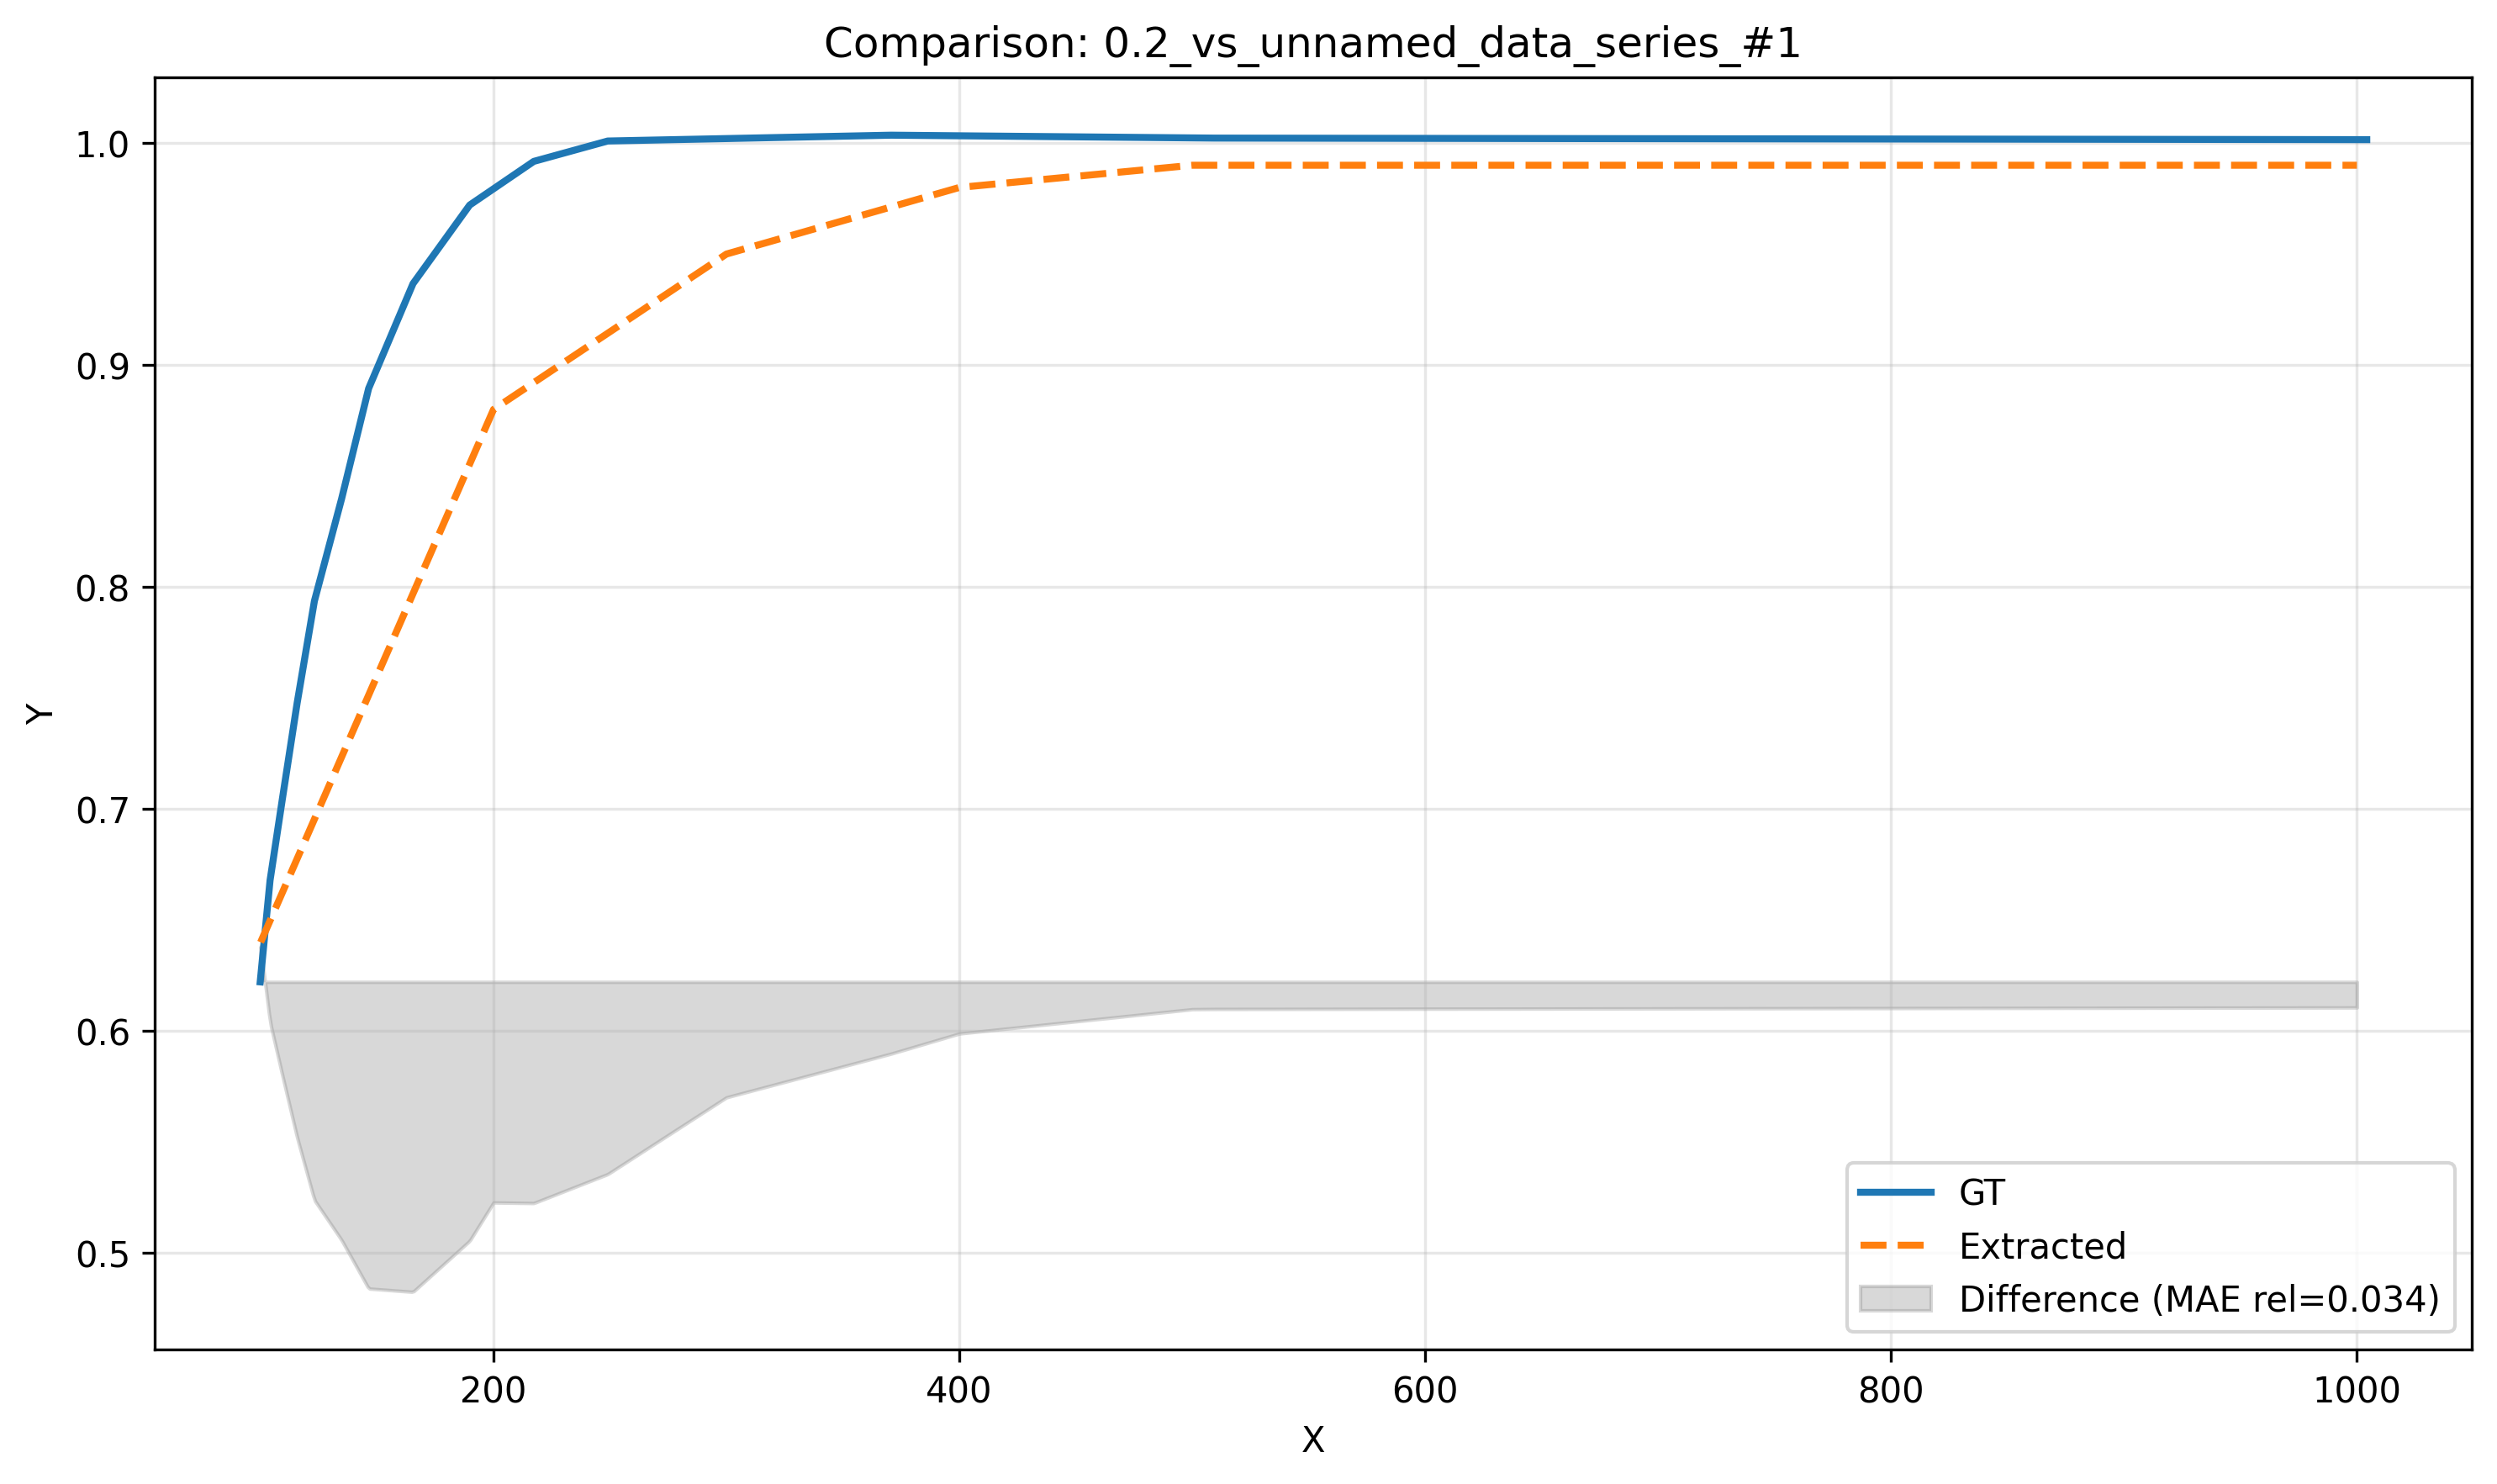 Comparison: 0.2_vs_unnamed_data_series_#1
1.0
0.9
0.8
0.7
0.6
0.5
Y
200
400
600
800
1000
X
GT
Extracted
Difference (MAE rel=0.034)